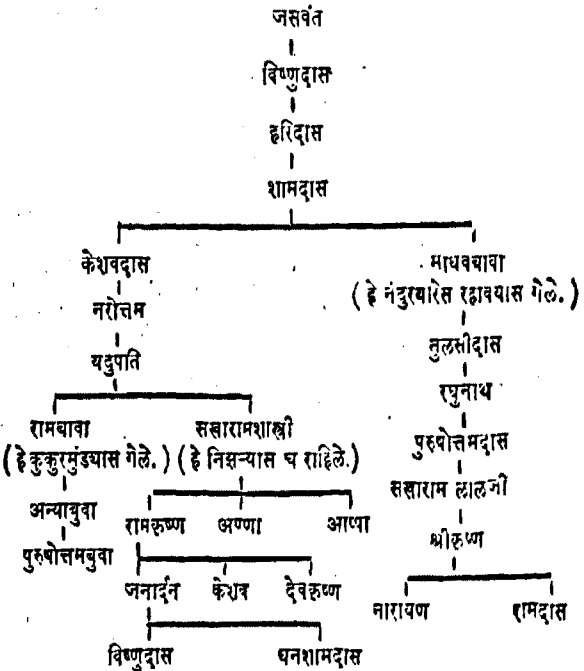 जसवंत
विष्णुदास
हरिदास
शामदास
केशवदास माधवबावा
( हे नंदुरबारेस रहावयास गेले. )
नरोत्तम
यदुपति तुलसीदास
रघुनाथ
रामबावा सखारामशास्त्री पुरुषोत्तमदास
( हे कुकुरमुंड्यास गेले. ) ( हे निझऱ्यास च राहिले. )
सखाराम लालजी
अन्याबुवा रामकृष्ण अण्णा आप्पा श्रीकृष्ण
पुरुषोत्तमबुवा
जनार्दन केशव देवकृष्ण नारायण रामदास
विष्णुदास घनशामदास